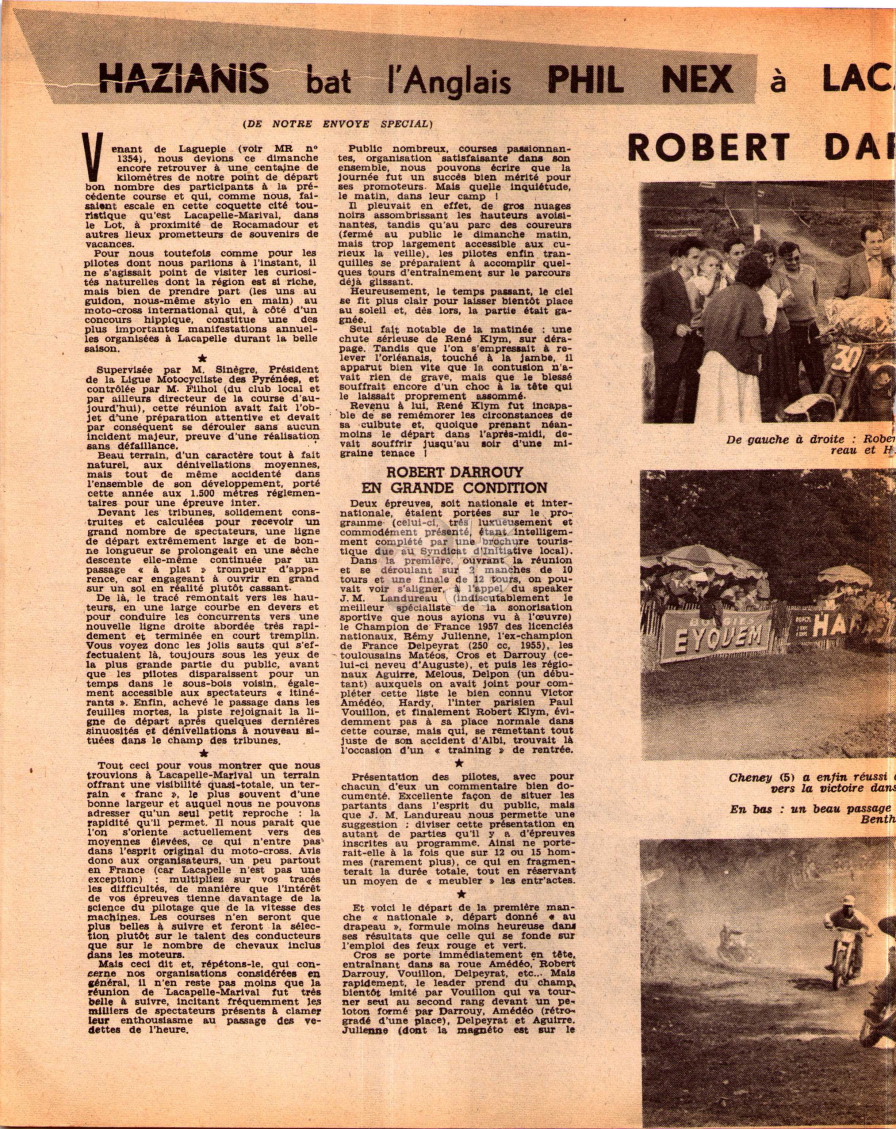 HAZIANIS bat l'Anglais PHIL NEX à LAC
(DE NOTRE ENVOYE SPECIAL)
Venant de Laguepie (voir MR n°
1354), nous devions ce dimanche
encore retrouver à une centaine de
kilomètres de notre point de départ
bon nombre des participants à la pré-
cédente course et qui, comme nous, fai-
saient escale en cette coquette cité tou-
ristique qu'est Lacapelle-Marival, dans
le Lot, à proximité de Rocamadour et
autres lieux prometteurs de souvenirs de
vacances.
Pour nous toutefois comme pour les
pilotes dont nous parlions à l'instant, il
ne s'agissait point de visiter les curiosi-
tés naturelles dont la région est si riche,
mais bien de prendre part (les uns au
guidon, nous-même stylo en main) au
moto-cross international qui, à côté d'un
concours hippique, constitue une des
plus importantes manifestations annuel-
les organisées à Lacapelle durant la belle
saison.
★
Supervisée par M. Sinègre, Président
de la Ligue Motocycliste des Pyrénées, et
contrôlée par M. Filhol (du club local et
par ailleurs directeur de la course d'au-
jourd'hui), cette réunion avait fait l'ob-
jet d'une préparation attentive et devait
par conséquent se dérouler sans aucun
incident majeur, preuve d'une réalisation
sans défaillance.
Beau terrain, d'un caractère tout à fait
naturel, aux dénivellations moyennes,
mais tout de même accidenté dans
l'ensemble de son développement, porté
cette année aux 1.500 mètres réglemen-
taires pour une épreuve inter.
Devant les tribunes, solidement cons-
truites et calculées pour recevoir un
grand nombre de spectateurs, une ligne
de départ extrêmement large et de bon-
ne longueur se prolongeait en une sèche
descente elle-même continuée par un
passage « à plat » trompeur d'appa-
rence, car engageant à ouvrir en grand
sur un sol en réalité plutôt cassant.
De là, le tracé remontait vers les hau-
teurs, en une large courbe en devers et
pour conduire les concurrents vers une
nouvelle ligne droite abordée très rapi-
dement et terminée en court tremplin.
Vous voyez donc les jolis sauts qui s'ef-
fectuaient là, toujours sous les yeux de
la plus grande partie du public, avant
que les pilotes disparaissent pour un
temps dans le sous-bois voisin, égale-
ment accessible aux spectateurs « itiné-
rants ». Enfin, achevé le passage dans les
feuilles mortes, la piste rejoignait la li-
gne de départ après quelques dernières
sinuosités et dénivellations à nouveau si-
tuées dans le champ des tribunes.
★
Tout ceci pour vous montrer que nous
trouvions à Lacapelle-Marival un terrain
offrant une visibilité quasi-totale, un ter-
rain « franc », le plus souvent d'une
bonne largeur et auquel nous ne pouvons
adresser qu'un seul petit reproche : la
rapidité qu'il permet. Il nous paraît que
l'on s'oriente actuellement vers des
moyennes élevées, ce qui n'entre pas
dans l'esprit original du moto-cross. Avis
donc aux organisateurs, un peu partout
en France (car Lacapelle n'est pas une
exception) : multipliez sur vos tracés
les difficultés, de manière que l'intérêt
de vos épreuves tienne davantage de la
science du pilotage que de la vitesse des
machines. Les courses n'en seront que
plus belles à suivre et feront la sélec-
tion plutôt sur le talent des conducteurs
que sur le nombre de chevaux inclus
dans les moteurs.
Mais ceci dit et, répétons-le, qui con-
cerne nos organisations considérées en
général, il n'en reste pas moins que la
réunion de Lacapelle-Marival fut très
belle à suivre, incitant fréquemment les
milliers de spectateurs présents à clamer
leur enthousiasme au passage des ve-
dettes de l'heure.
Public nombreux, courses passionnan-
tes, organisation satisfaisante dans son
ensemble, nous pouvons écrire que la
journée fut un succès bien mérité pour
ses promoteurs. Mais quelle inquiétude,
le matin, dans leur camp !
Il pleuvait en effet, de gros nuages
noirs assombrissant les hauteurs avoisi-
nantes, tandis qu'au parc des coureurs
(fermé au public le dimanche matin,
mais trop largement accessible aux cu-
rieux la veille), les pilotes enfin tran-
quilles se préparaient à accomplir quel-
ques tours d'entraînement sur le parcours
déjà glissant.
Heureusement, le temps passant, le ciel
se fit plus clair pour laisser bientôt place
au soleil et, dès lors, la partie était ga-
gnée.
Seul fait notable de la matinée : une
chute sérieuse de René Klym, sur déra-
page. Tandis que l'on s'empressait à re-
lever l'orléanais, touché à la jambe, il
apparut bien vite que la contusion n'a-
vait rien de grave, mais que le blessé
souffrait encore d'un choc à la tête qui
le laissait proprement assommé.
Revenu à lui, René Klym fut incapa-
ble de se remémorer les circonstances de
sa culbute et, quoique prenant néan-
moins le départ dans l'après-midi, de-
vait souffrir jusqu'au soir d'une mi-
graine tenace !
ROBERT DARROUY
EN GRANDE CONDITION
Deux épreuves, soit nationale et inter-
nationale, étaient portées sur le pro-
gramme (celui-ci, très luxueusement et
commodément présenté, étant intelligem-
ment complété par une brochure touris-
tique due au Syndicat d'Initiative local).
Dans la première, ouvrant la réunion
et se déroulant sur 2 manches de 10
tours et une finale de 12 tours, on pou-
vait voir s'aligner, à l'appel du speaker
J.M. Landureau (indiscutablement le
meilleur spécialiste de la sonorisation
sportive que nous ayions vu à l'œuvre)
le Champion de France 1957 des licenciés
nationaux, Rémy Julienne, l'ex-champion
de France Delpeyrat (250 cc, 1955), les
toulousains Matéos, Cros et Darrouy (ce-
lui-ci neveu d'Auguste), et puis les régio-
naux Aguirre, Melous, Delpon (un débu-
tant) auxquels on avait joint pour com-
pléter cette liste le bien connu Victor
Amédéo, Hardy, l'inter parisien Paul
Vouillon, et finalement Robert Klym, évi-
demment pas à sa place normale dans
cette course, mais qui, se remettant tout
juste de son accident d'Albi, trouvait là
l'occasion d'un « training » de rentrée.
★
Présentation des pilotes, avec pour
chacun d'eux un commentaire bien do-
cumenté. Excellente façon de situer les
partants dans l'esprit du public, mais
que J. M. Landureau nous permette une
suggestion : diviser cette présentation en
autant de parties qu'il y a d'épreuves
inscrites au programme. Ainsi ne porte-
rait-elle à la fois que sur 12 ou 15 hom-
mes (rarement plus), ce qui en fragmen-
terait la durée totale, tout en réservant
un moyen de « meubler » les entr'actes.
★
Et voici le départ de la première man-
che « nationale », départ donné « au
drapeau », formule moins heureuse dans
ses résultats que celle qui se fonde sur
l'emploi des feux rouge et vert.
Cros se porte immédiatement en tête,
entraînant dans sa roue Amédéo, Robert
Darrouy, Vouillon, Delpeyrat, etc... Mais
rapidement, le leader prend du champ,
bientôt imité par Vouillon qui va tour-
ner seul au second rang devant un pe-
loton formé par Darrouy, Amédéo (rétro-
gradé d'une place), Delpeyrat et Aguirre.
Julienne (dont la magnéto est sur le
ROBERT DAR
30
De gauche à droite : Rober
reau et H
EYQUEM
HA
Cheney (5) a enfin réussi
vers la victoire dans
En bas : un beau passage
Benth